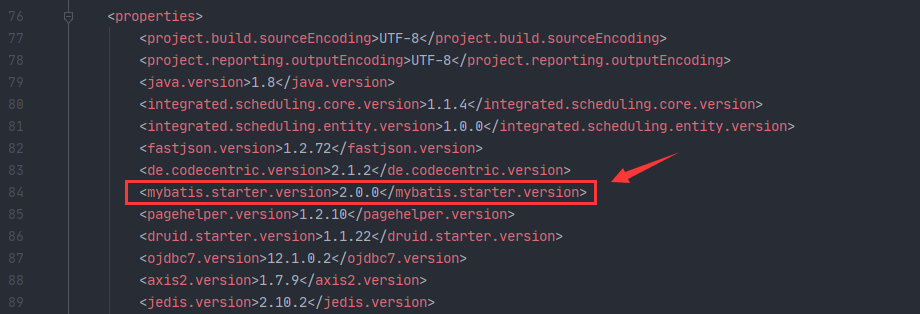 76 <properties>
77 <project.build.sourceEncoding>UTF-8</project.build.sourceEncoding>
78 <project.reporting.outputEncoding>UTF-8</project.reporting.outputEncoding>
79 <java.version>1.8</java.version>
80 <integrated.scheduling.core.version>1.1.4</integrated.scheduling.core.version>
81 <integrated.scheduling.entity.version>1.0.0</integrated.scheduling.entity.version>
82 <fastjson.version>1.2.72</fastjson.version>
83 <de.codecentric.version>2.1.2</de.codecentric.version>
84 <mybatis.starter.version>2.0.0</mybatis.starter.version>
85 <pagehelper.version>1.2.10</pagehelper.version>
86 <druid.starter.version>1.1.22</druid.starter.version>
87 <ojdbc7.version>12.1.0.2</ojdbc7.version>
88 <axis2.version>1.7.9</axis2.version>
89 <jedis.version>2.10.2</jedis.version>